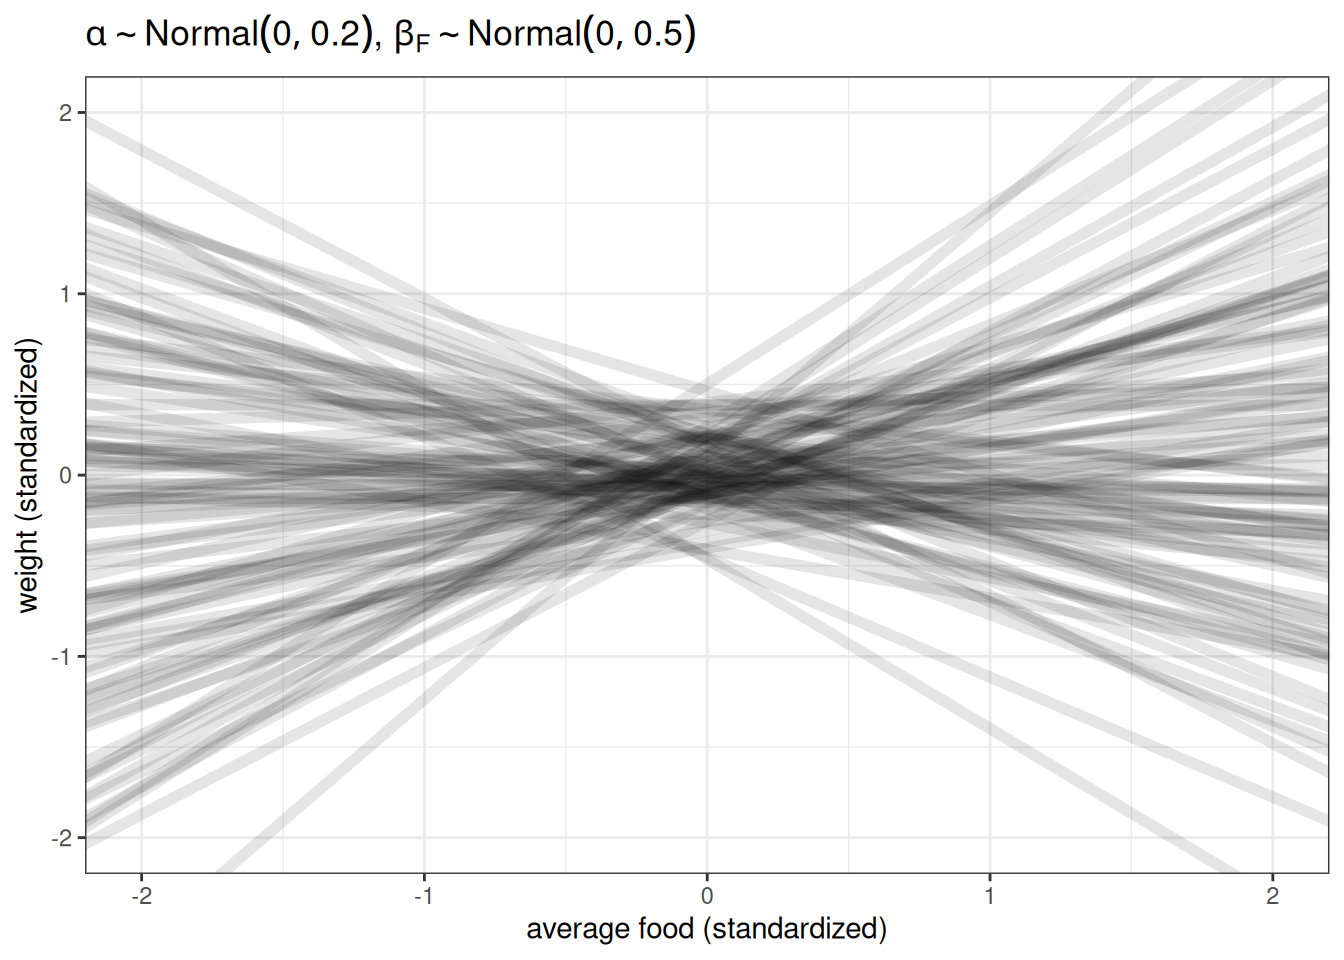 α ~ Normal(0, 0.2), β_F ~ Normal(0, 0.5)
2
1
0
-1
-2
weight (standardized)
-2 -1 0 1 2
average food (standardized)